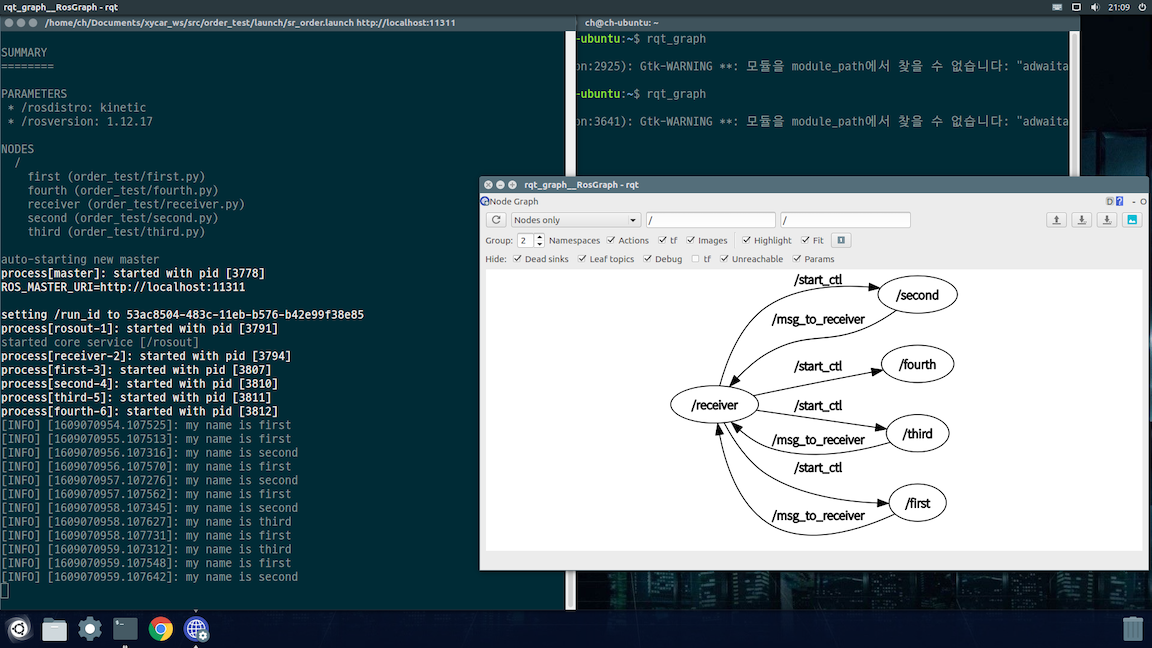 rqt_graph__RosGraph - rqt
21:09
/home/ch/Documents/xycar_ws/src/order_test/launch/sr_order.launch http://localhost:11311
SUMMARY
========
PARAMETERS
* /rosdistro: kinetic
* /rosversion: 1.12.17
NODES
/
first (order_test/first.py)
fourth (order_test/fourth.py)
receiver (order_test/receiver.py)
second (order_test/second.py)
third (order_test/third.py)
auto-starting new master
process[master]: started with pid [3778]
ROS_MASTER_URI=http://localhost:11311
setting /run_id to 53ac8504-483c-11eb-b576-b42e99f38e85
process[rosout-1]: started with pid [3791]
started core service [/rosout]
process[receiver-2]: started with pid [3794]
process[first-3]: started with pid [3807]
process[second-4]: started with pid [3810]
process[third-5]: started with pid [3811]
process[fourth-6]: started with pid [3812]
[INFO] [1609070954.107525]: my name is first
[INFO] [1609070955.107513]: my name is first
[INFO] [1609070956.107316]: my name is second
[INFO] [1609070956.106570]: my name is first
[INFO] [1609070957.107276]: my name is second
[INFO] [1609070957.107562]: my name is first
[INFO] [1609070958.107345]: my name is second
[INFO] [1609070958.108627]: my name is third
[INFO] [1609070958.107731]: my name is first
[INFO] [1609070959.107312]: my name is third
[INFO] [1609070959.107548]: my name is first
[INFO] [1609070959.107642]: my name is second
ch@ch-ubuntu: ~
-ubuntu:~$ rqt_graph
on:2925): Gtk-WARNING **: 모듈을 module_path에서 찾을 수 없습니다: "adwaita
-ubuntu:~$ rqt_graph
on:3641): Gtk-WARNING **: 모듈을 module_path에서 찾을 수 없습니다: "adwaita
rqt_graph__RosGraph - rqt
Node Graph
D ? - O
Nodes only / /
Group: 2 Namespaces Actions tf Images Highlight Fit
Hide: Dead sinks Leaf topics Debug tf Unreachable Params
/start_ctl
/second
/msg_to_receiver
/start_ctl
/fourth
/receiver
/start_ctl
/third
/msg_to_receiver
/start_ctl
/first
/msg_to_receiver